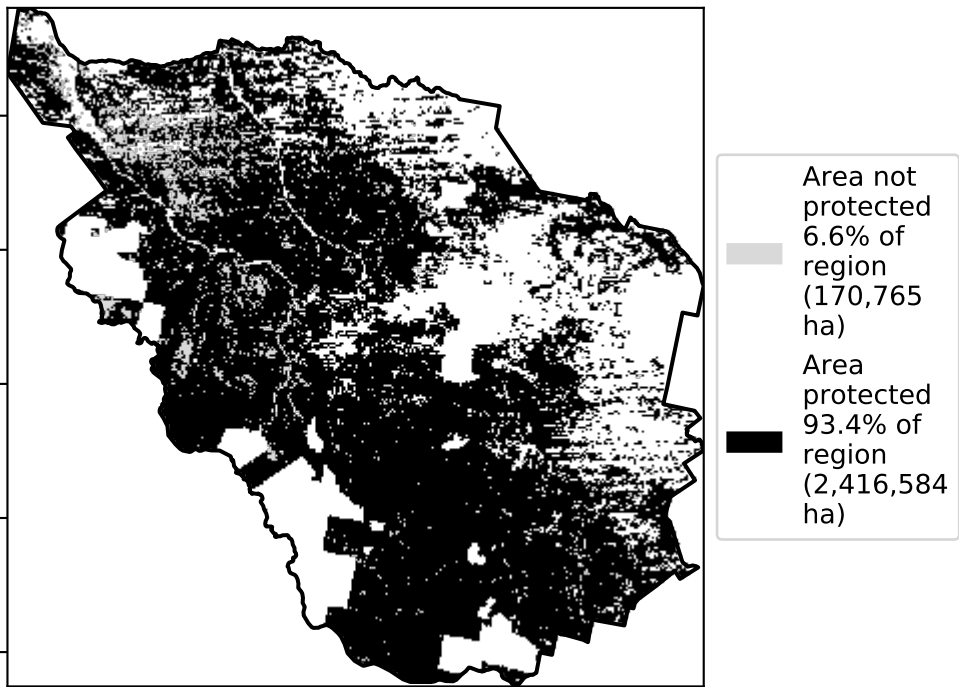 Area not
protected
6.6% of
region
(170,765
ha)
Area
protected
93.4% of
region
(2,416,584
ha)